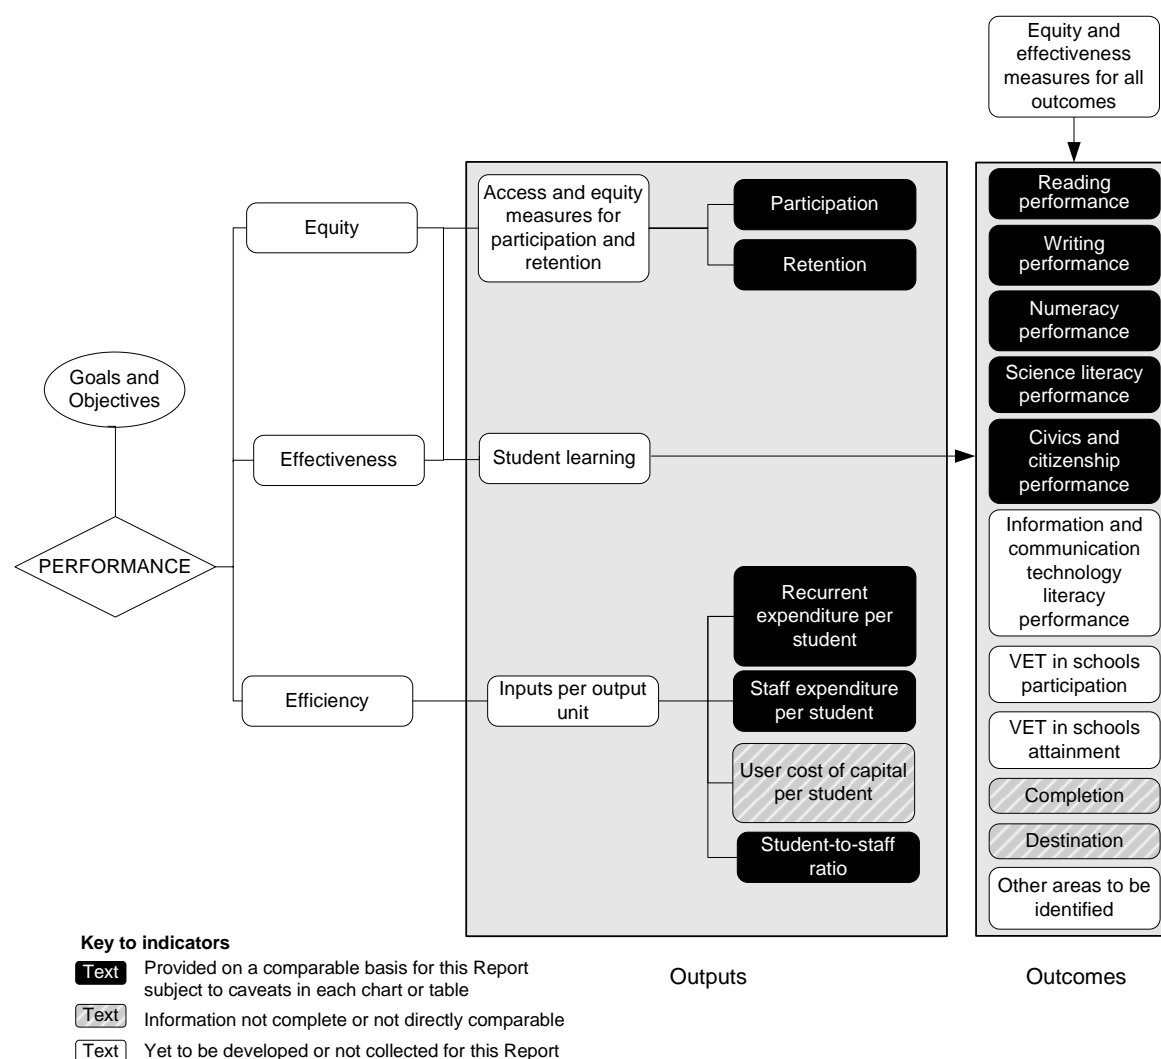 Equity and
effectiveness
measures for all
outcomes
Goals and
Objectives
PERFORMANCE
Equity
Effectiveness
Efficiency
Access and equity
measures for
participation and
retention
Student learning
Inputs per output
unit
Participation
Retention
Recurrent
expenditure per
student
Staff expenditure
per student
User cost of capital
per student
Student-to-staff
ratio
Reading
performance
Writing
performance
Numeracy
performance
Science literacy
performance
Civics and
citizenship
performance
Information and
communication
technology
literacy
performance
VET in schools
participation
VET in schools
attainment
Completion
Destination
Other areas to be
identified
Outputs
Outcomes
Key to indicators
Text Provided on a comparable basis for this Report
subject to caveats in each chart or table
Text Information not complete or not directly comparable
Text Yet to be developed or not collected for this Report